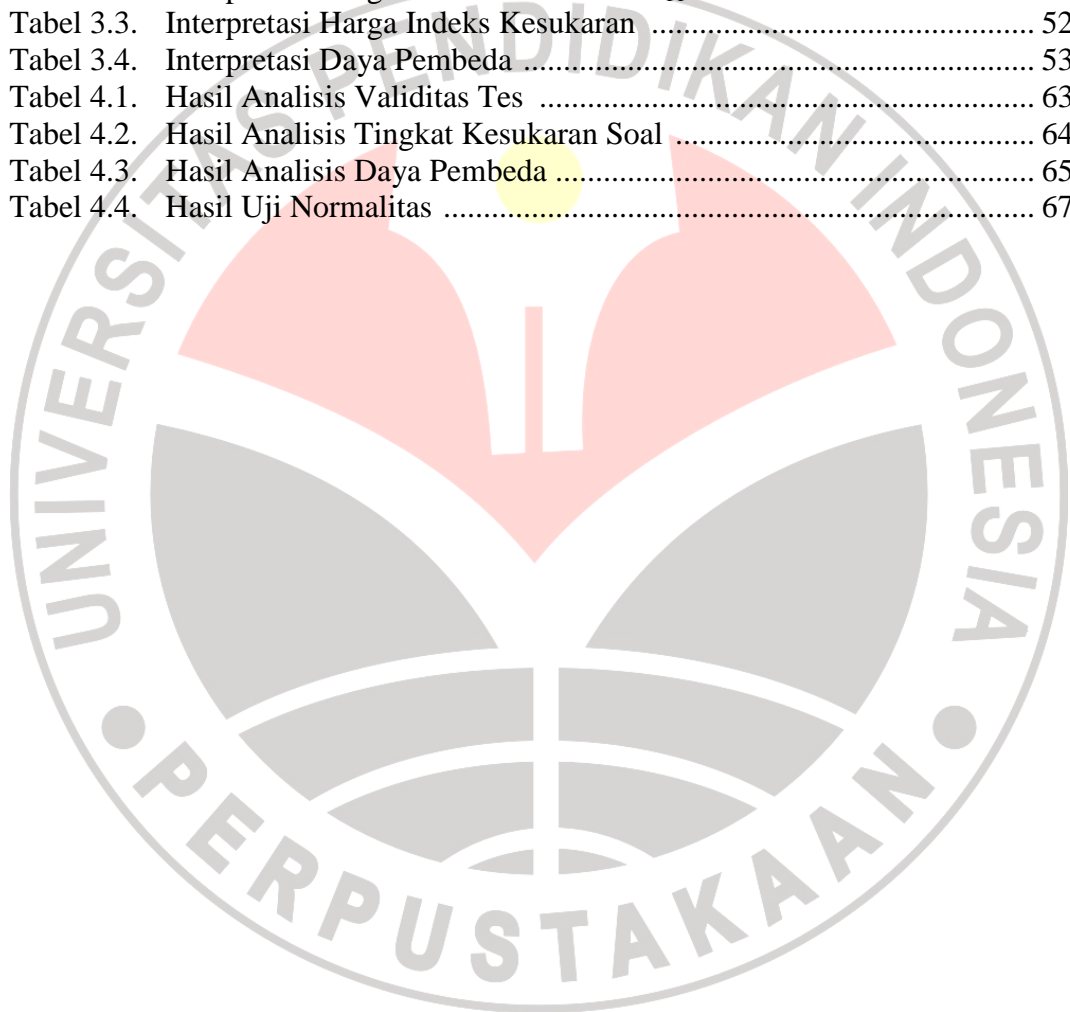 Tabel 3.3. Interpretasi Harga Indeks Kesukaran ........................................................ 52
Tabel 3.4. Interpretasi Daya Pembeda ........................................................................ 53
Tabel 4.1. Hasil Analisis Validitas Tes ...................................................................... 63
Tabel 4.2. Hasil Analisis Tingkat Kesukaran Soal .................................................... 64
Tabel 4.3. Hasil Analisis Daya Pembeda ................................................................... 65
Tabel 4.4. Hasil Uji Normalitas ................................................................................. 67
UNIVERSITAS PENDIDIKAN INDONESIA
PERPUSTAKAAN